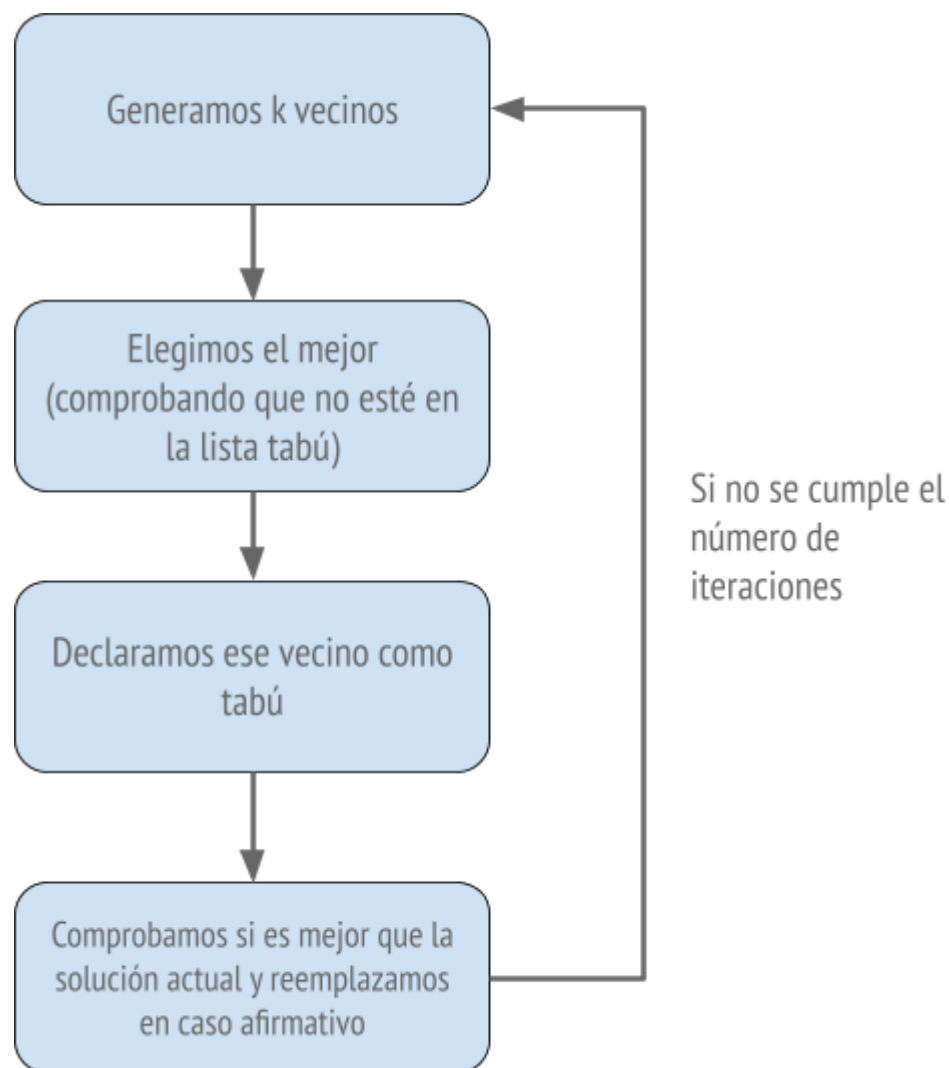 Generamos k vecinos
Elegimos el mejor
(comprobando que no esté en
la lista tabú)
Si no se cumple el
número de
iteraciones
Declaramos ese vecino como
tabú
Comprobamos si es mejor que la
solución actual y reemplazamos
en caso afirmativo